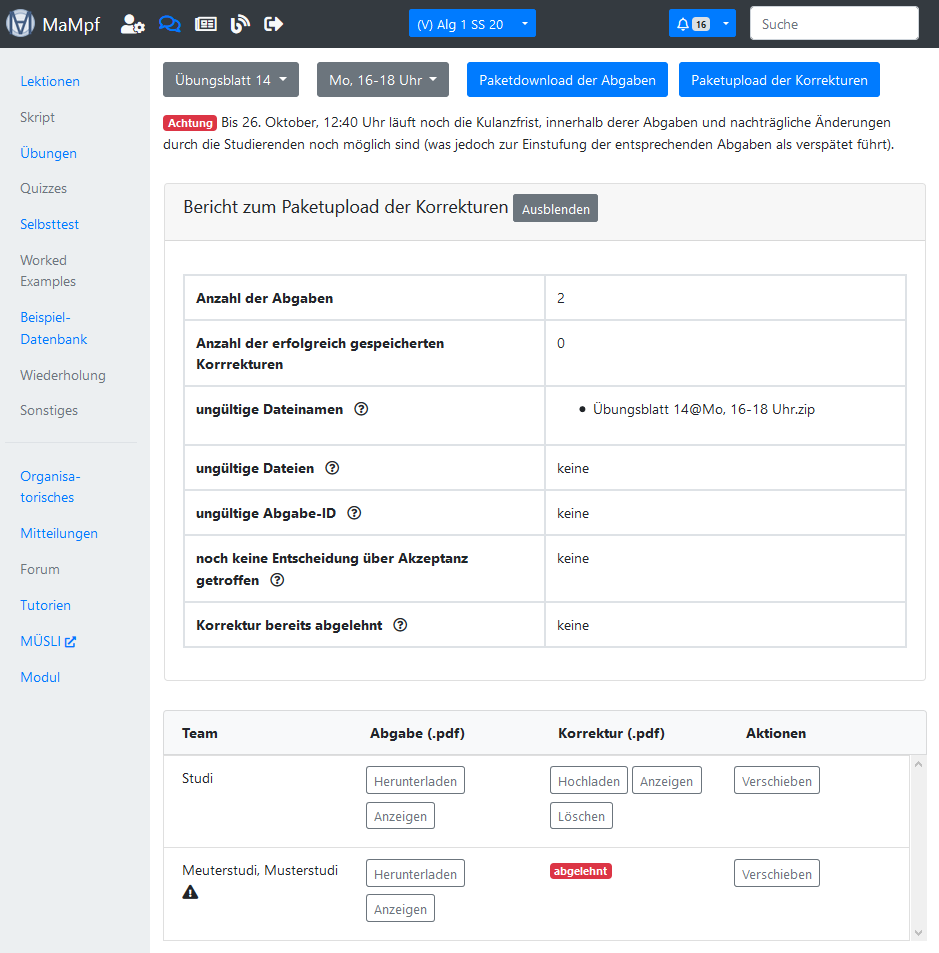 MaMpf
(V) Alg 1 SS 20
16
Suche
Lektionen
Skript
Übungen
Quizzes
Selbsttest
Worked
Examples
Beispiel-
Datenbank
Wiederholung
Sonstiges
Organisa-
torisches
Mitteilungen
Forum
Tutorien
MÜSLI
Modul
Übungsblatt 14
Mo, 16-18 Uhr
Paketdownload der Abgaben
Paketupload der Korrekturen
Achtung Bis 26. Oktober, 12:40 Uhr läuft noch die Kulanzfrist, innerhalb derer Abgaben und nachträgliche Änderungen
durch die Studierenden noch möglich sind (was jedoch zur Einstufung der entsprechenden Abgaben als verspätet führt).
Bericht zum Paketupload der Korrekturen Ausblenden
Anzahl der Abgaben 2
Anzahl der erfolgreich gespeicherten 0
Korrrekturen
ungültige Dateinamen ? • Übungsblatt 14@Mo, 16-18 Uhr.zip
ungültige Dateien ? keine
ungültige Abgabe-ID ? keine
noch keine Entscheidung über Akzeptanz keine
getroffen ?
Korrektur bereits abgelehnt ? keine
Team Abgabe (.pdf) Korrektur (.pdf) Aktionen
Studi Herunterladen Hochladen Anzeigen Verschieben
Anzeigen Löschen
Meuterstudi, Musterstudi Herunterladen abgelehnt Verschieben
Anzeigen